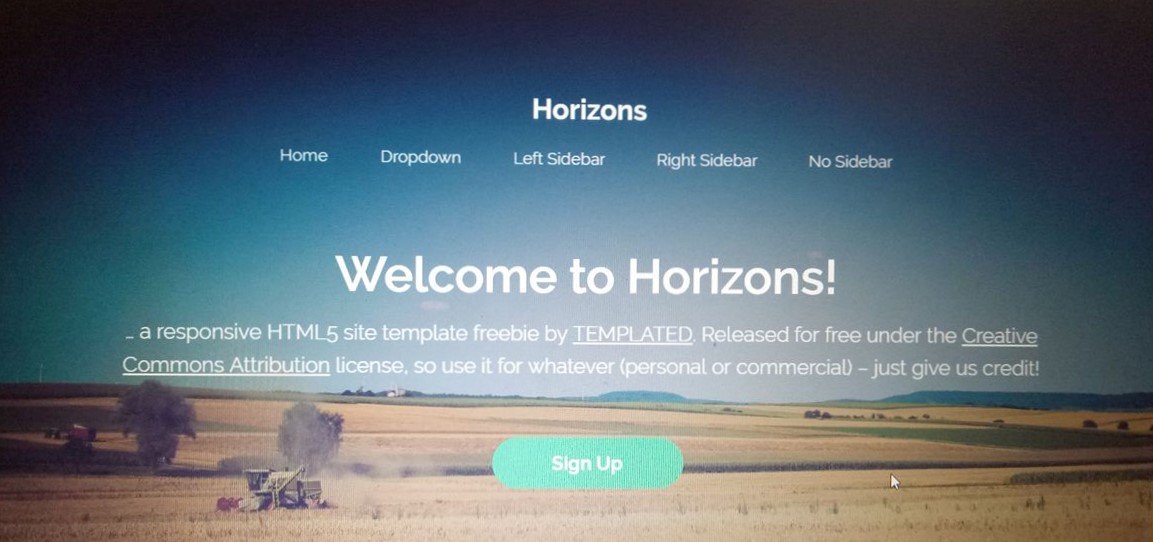 Horizons
Home Dropdown Left Sidebar Right Sidebar No Sidebar
Welcome to Horizons!
... a responsive HTML5 site template freebie by TEMPLATED. Released for free under the Creative
Commons Attribution license, so use it for whatever (personal or commercial) – just give us credit!
Sign Up